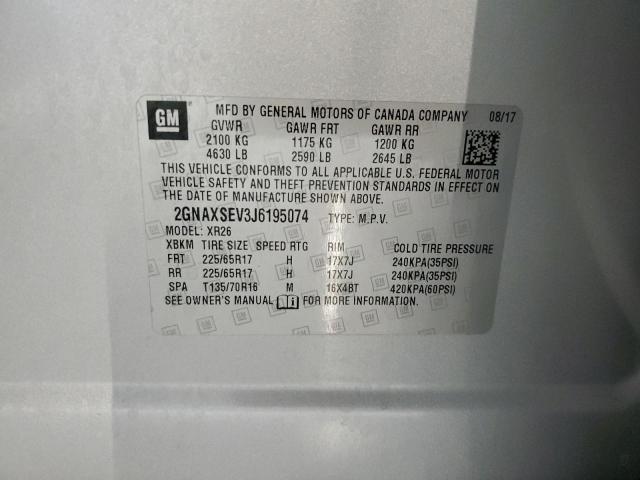 GM
MFD BY GENERAL MOTORS OF CANADA COMPANY 08/17
GVWR GAWR FRT GAWR RR
2100 KG 1175 KG 1200 KG
4630 LB 2590 LB 2645 LB
THIS VEHICLE CONFORMS TO ALL APPLICABLE U.S. FEDERAL MOTOR
VEHICLE SAFETY AND THEFT PREVENTION STANDARDS IN EFFECT ON
THE DATE OF MANUFACTURE SHOWN ABOVE.
2GNAXSEV3J6195074 TYPE: M.P.V.
MODEL: XR26
XBKM TIRE SIZE SPEED RTG RIM COLD TIRE PRESSURE
FRT 225/65R17 H 17X7J 240KPA(35PSI)
RR 225/65R17 H 17X7J 240KPA(35PSI)
SPA T135/70R16 M 16X4BT 420KPA(60PSI)
SEE OWNER'S MANUAL FOR MORE INFORMATION.